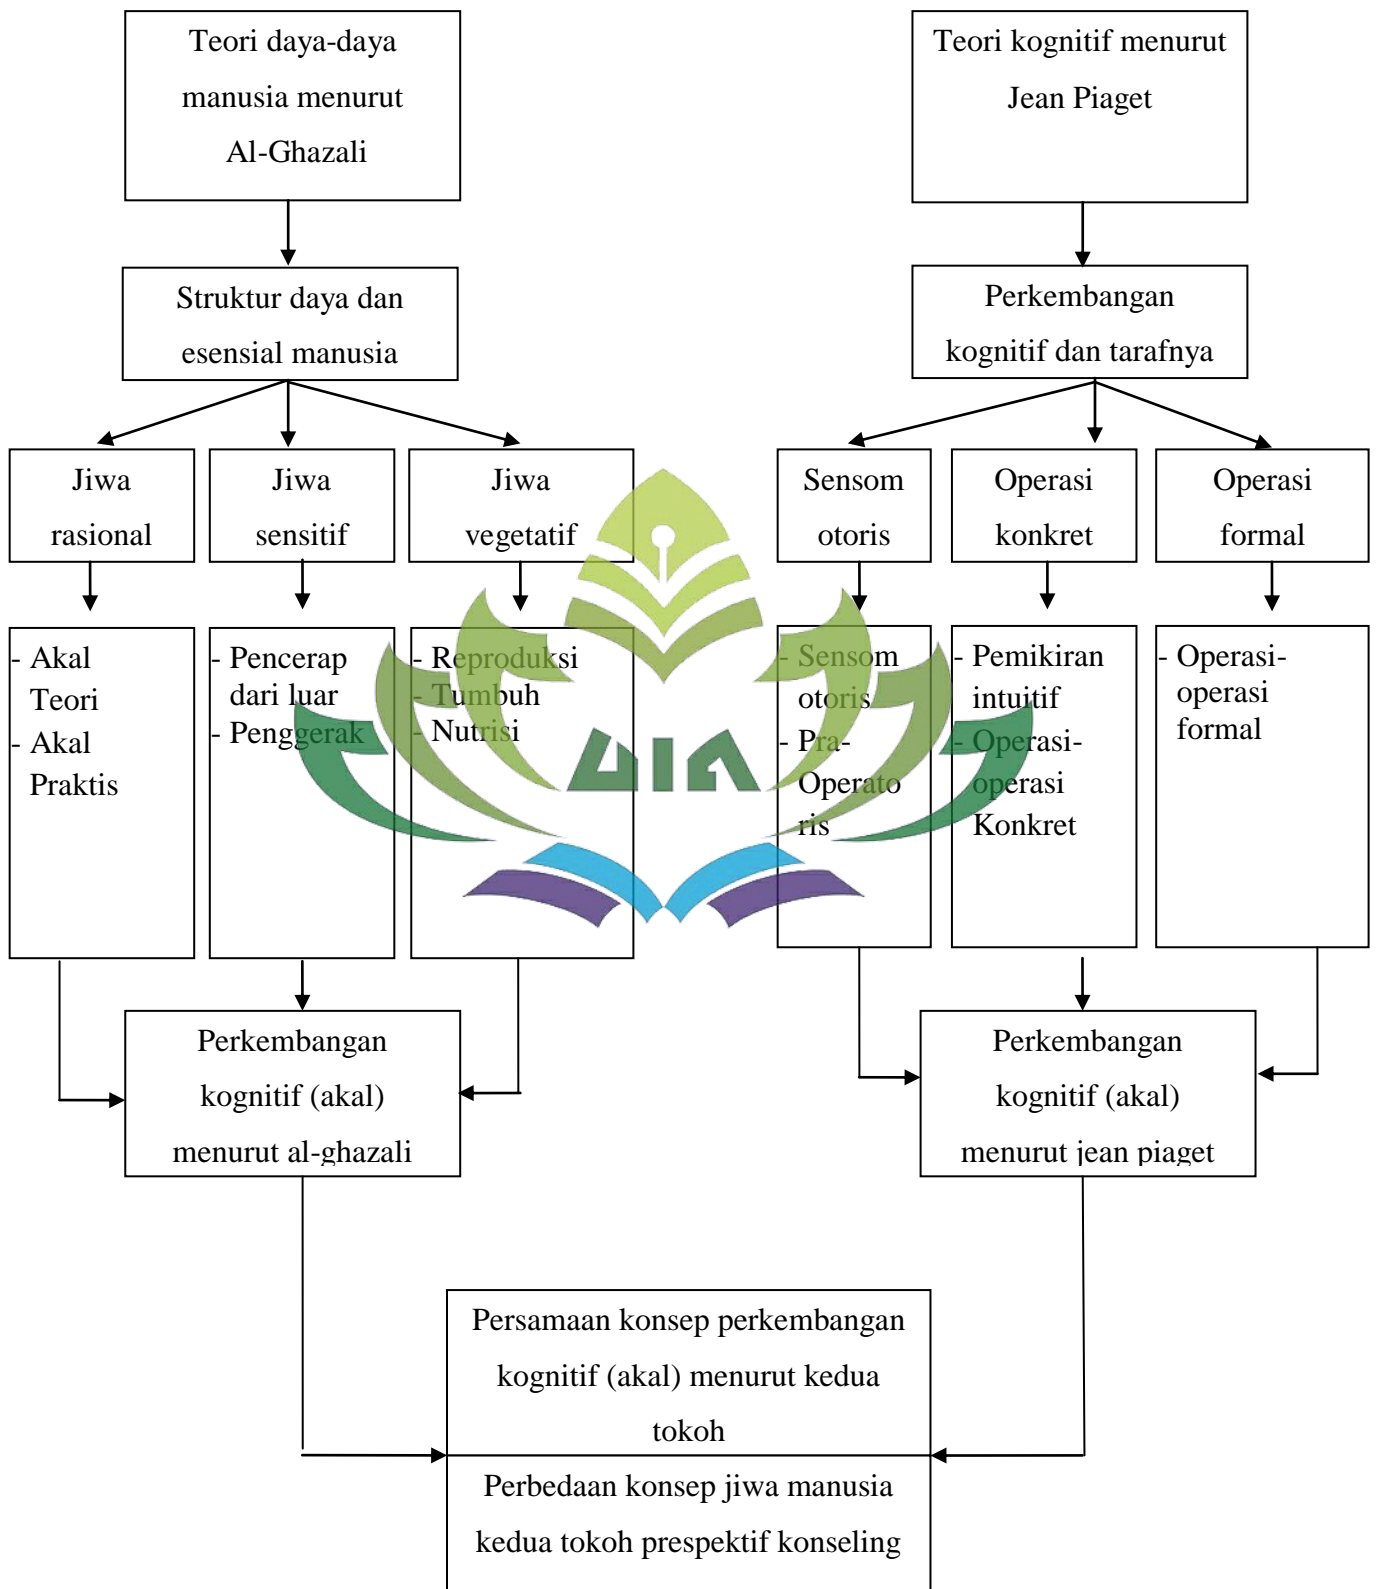 Teori daya-daya
manusia menurut
Al-Ghazali
Teori kognitif menurut
Jean Piaget
Struktur daya dan
esensial manusia
Perkembangan
kognitif dan tarafnya
Jiwa
rasional
Jiwa
sensitif
Jiwa
vegetatif
Sensom
otoris
Operasi
konkret
Operasi
formal
- Akal
Teori
- Akal
Praktis
- Pencerap
dari luar
- Penggerak
- Reproduksi
- Tumbuh
- Nutrisi
- Sensom
otoris
- Pra-
Operato
ris
- Pemikiran
intuitif
- Operasi-
operasi
Konkret
- Operasi-
operasi
formal
UIN
Perkembangan
kognitif (akal)
menurut al-ghazali
Perkembangan
kognitif (akal)
menurut jean piaget
Persamaan konsep perkembangan
kognitif (akal) menurut kedua
tokoh
Perbedaan konsep jiwa manusia
kedua tokoh prespektif konseling